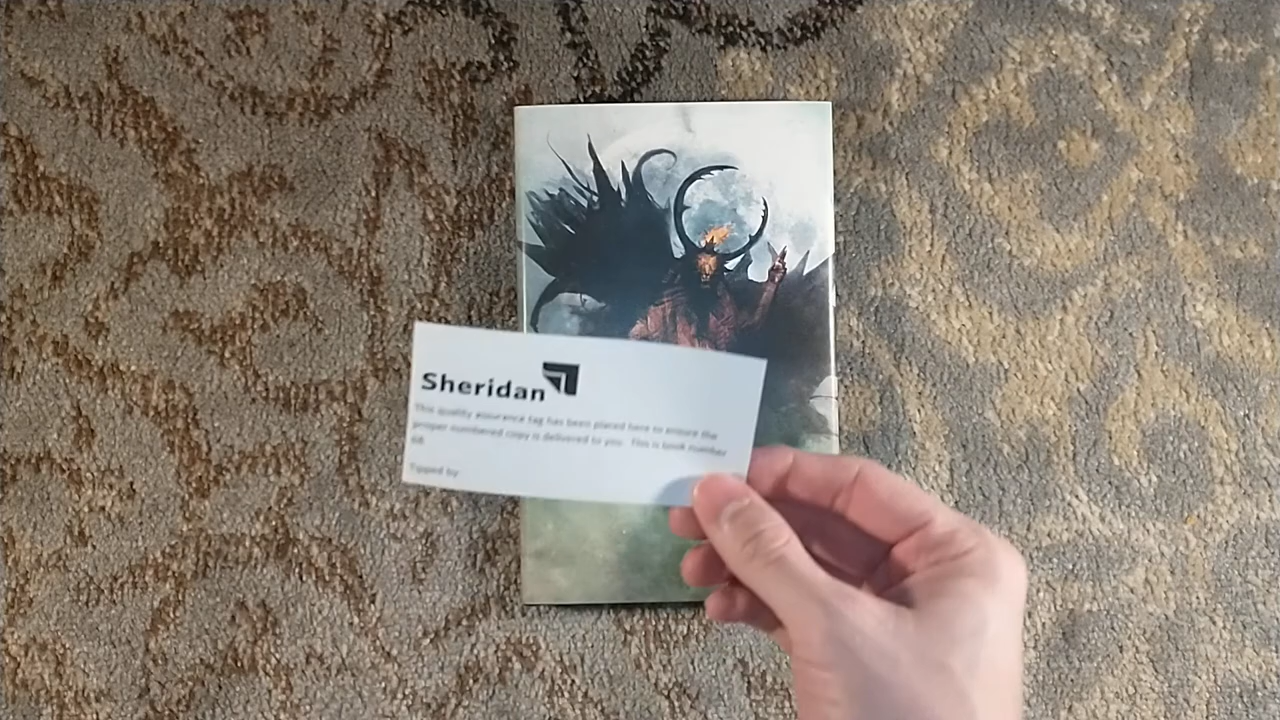 Sheridan
This quality assurance tag has been placed here to ensure the
proper numbered copy is delivered to you. This is book number
68
Tipped by